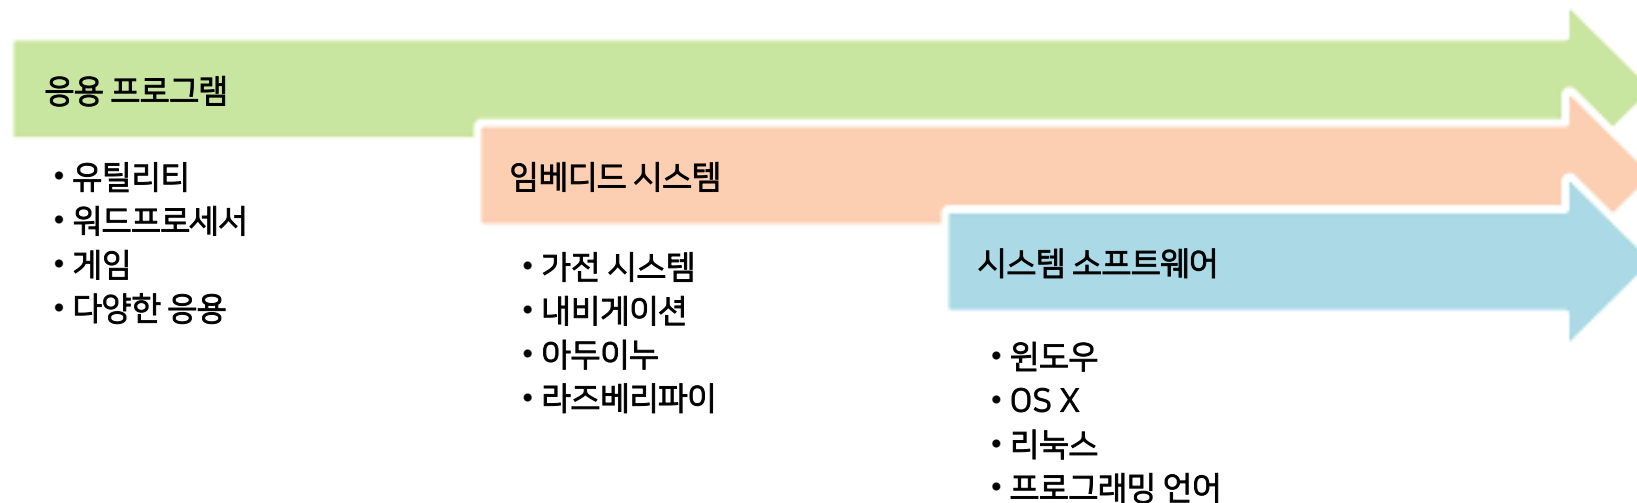 응용 프로그램
• 유틸리티
• 워드프로세서
• 게임
• 다양한 응용
임베디드 시스템
• 가전 시스템
• 내비게이션
• 아두이누
• 라즈베리파이
시스템 소프트웨어
• 윈도우
• OS X
• 리눅스
• 프로그래밍 언어